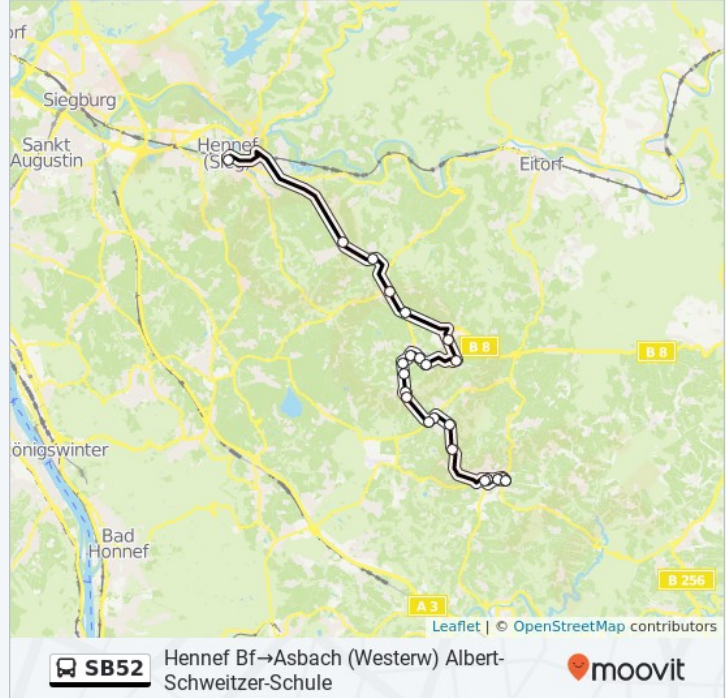 orf
Siegburg
Sankt
Augustin
Hennef
(Sieg)
Eitorf
B 8
B 8
önigswinter
Bad
Honnef
B 256
A 3
Leaflet | © OpenStreetMap contributors
SB52
Hennef Bf→Asbach (Westerw) Albert-
Schweitzer-Schule
moovit